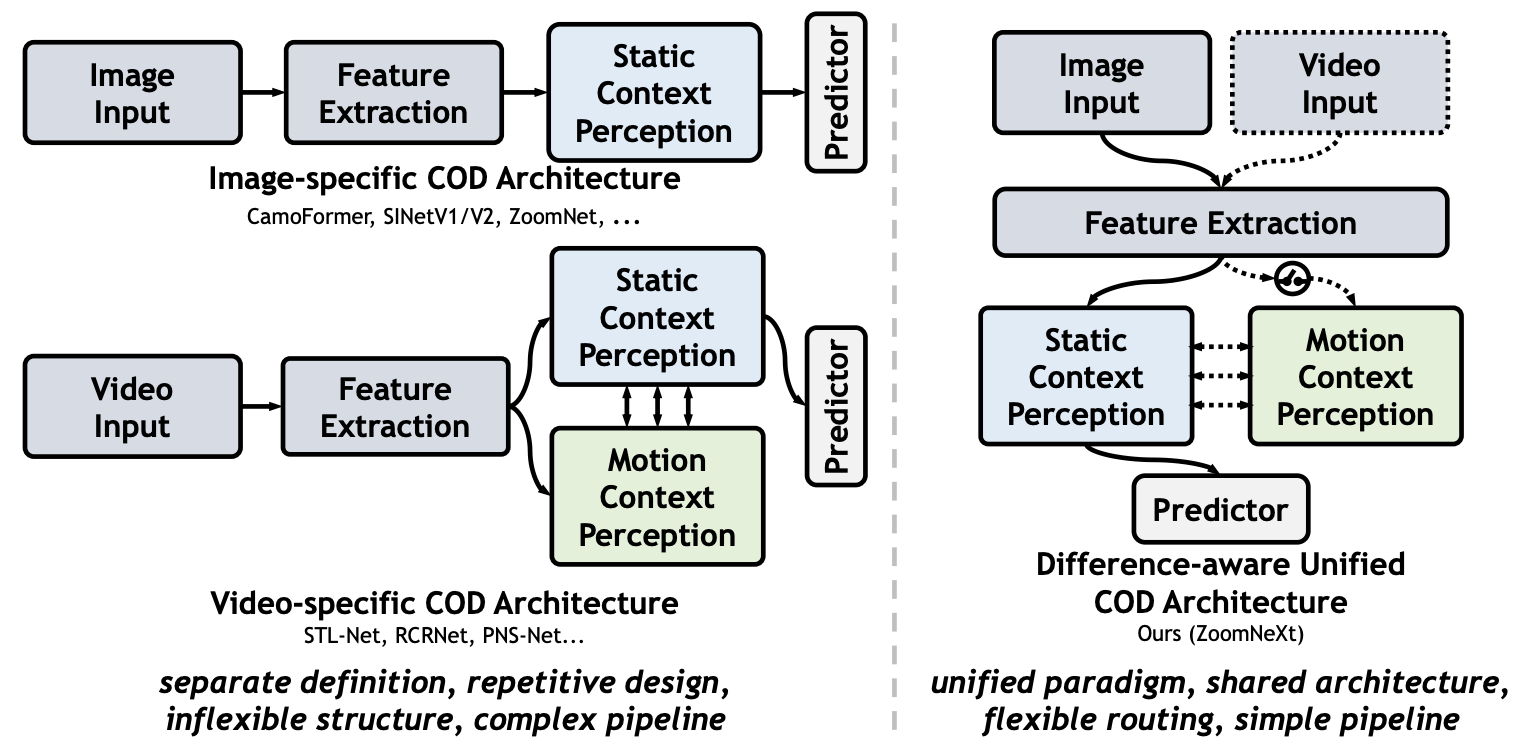 Image
Input
Feature
Extraction
Static
Context
Perception
Predictor
Image-specific COD Architecture
CamoFormer, SINetV1/V2, ZoomNet, ...
Video
Input
Feature
Extraction
Static
Context
Perception
Motion
Context
Perception
Predictor
Video-specific COD Architecture
STL-Net, RCRNet, PNS-Net...
separate definition, repetitive design,
inflexible structure, complex pipeline
Image
Input
Video
Input
Feature Extraction
Static
Context
Perception
Motion
Context
Perception
Predictor
Difference-aware Unified
COD Architecture
Ours (ZoomNeXt)
unified paradigm, shared architecture,
flexible routing, simple pipeline